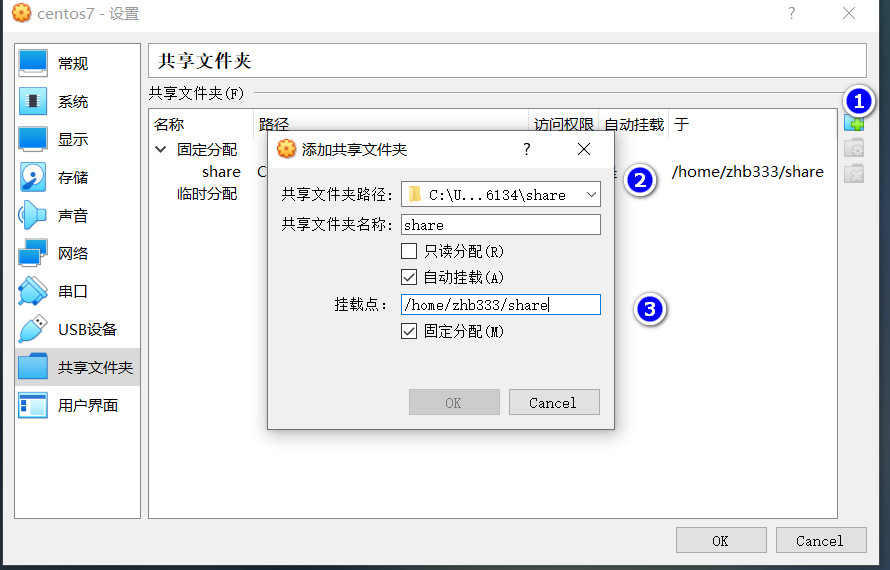 centos7 - 设置
?
常规
系统
显示
存储
声音
网络
串口
USB设备
共享文件夹
用户界面
共享文件夹
共享文件夹(F)
1
名称 路径 访问权限 自动挂载 于
固定分配
share C /home/zhb333/share
临时分配
添加共享文件夹 ?
共享文件夹路径: C:\U...6134\share
2
共享文件夹名称: share
只读分配(R)
自动挂载(A)
挂载点: /home/zhb333/share
3
固定分配(M)
OK Cancel
OK Cancel